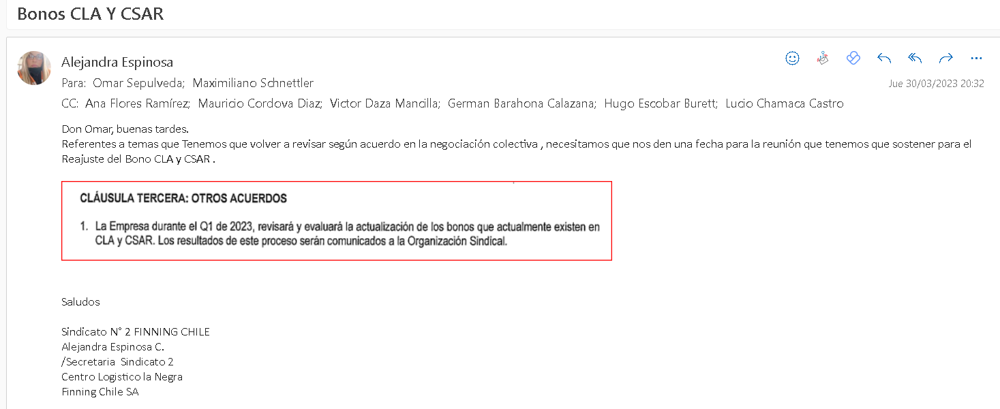 Bonos CLA Y CSAR
Alejandra Espinosa
Para: Omar Sepulveda; Maximiliano Schnettler
Jue 30/03/2023 20:32
CC: Ana Flores Ramírez; Mauricio Cordova Diaz; Victor Daza Mancilla; German Barahona Calazana; Hugo Escobar Burett; Lucio Chamaca Castro
Don Omar, buenas tardes.
Referentes a temas que Tenemos que volver a revisar según acuerdo en la negociación colectiva , necesitamos que nos den una fecha para la reunión que tenemos que sostener para el
Reajuste del Bono CLA y CSAR .
CLÁUSULA TERCERA: OTROS ACUERDOS
1. La Empresa durante el Q1 de 2023, revisará y evaluará la actualización de los bonos que actualmente existen en
CLA y CSAR. Los resultados de este proceso serán comunicados a la Organización Sindical.
Saludos
Sindicato N° 2 FINNING CHILE
Alejandra Espinosa C.
/Secretaria Sindicato 2
Centro Logistico la Negra
Finning Chile SA